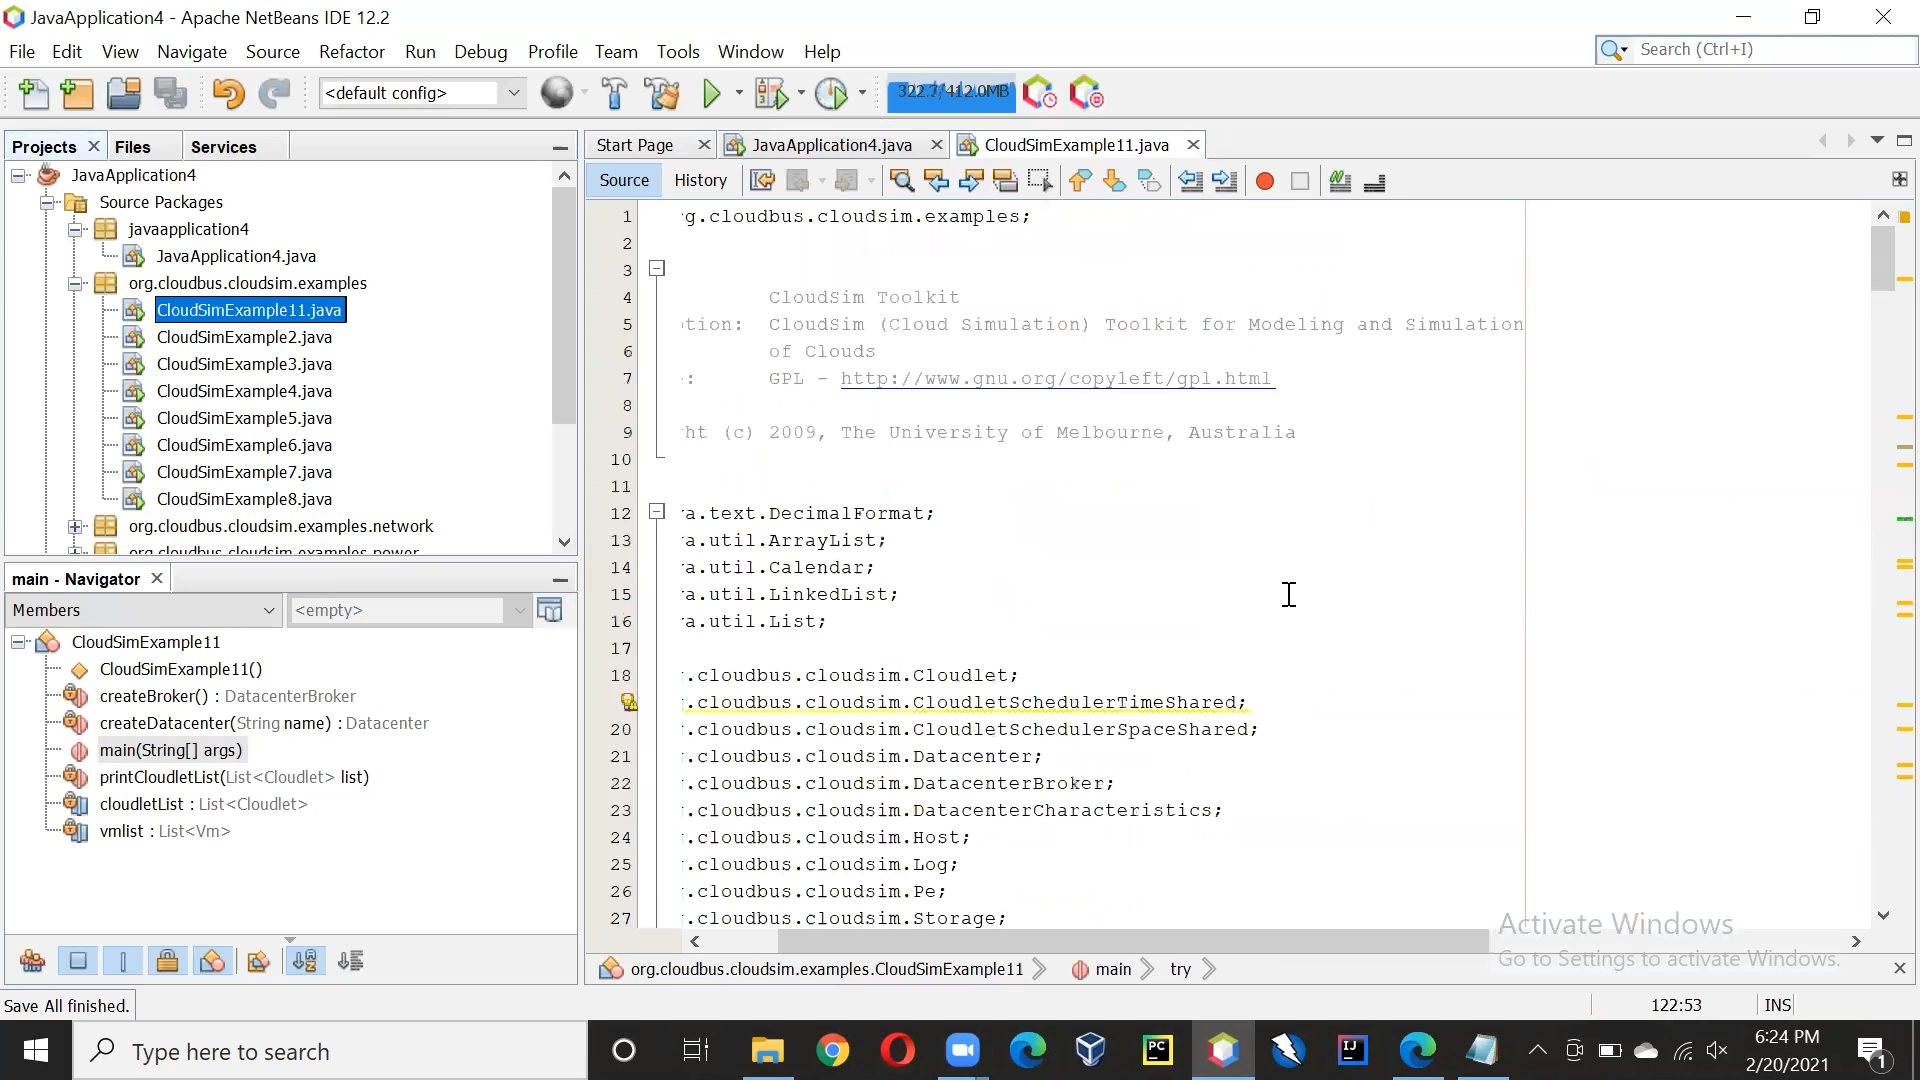 JavaApplication4 - Apache NetBeans IDE 12.2
File Edit View Navigate Source Refactor Run Debug Profile Team Tools Window Help
Search (Ctrl+I)
<default config>
322.7/412.0MB
Projects Files Services
JavaApplication4
Source Packages
javaapplication4
JavaApplication4.java
org.cloudbus.cloudsim.examples
CloudSimExample11.java
CloudSimExample2.java
CloudSimExample3.java
CloudSimExample4.java
CloudSimExample5.java
CloudSimExample6.java
CloudSimExample7.java
CloudSimExample8.java
org.cloudbus.cloudsim.examples.network
org.cloudbus.cloudsim.examples.power
main - Navigator
Members <empty>
CloudSimExample11
CloudSimExample11()
createBroker() : DatacenterBroker
createDatacenter(String name) : Datacenter
main(String[] args)
printCloudletList(List<Cloudlet> list)
cloudletList : List<Cloudlet>
vmlist : List<Vm>
Start Page JavaApplication4.java CloudSimExample11.java
Source History
1 g.cloudbus.cloudsim.examples;
2
3
4 CloudSim Toolkit
5 tion: CloudSim (Cloud Simulation) Toolkit for Modeling and Simulation
6 of Clouds
7 : GPL - http://www.gnu.org/copyleft/gpl.html
8
9 ht (c) 2009, The University of Melbourne, Australia
10
11
12 a.text.DecimalFormat;
13 a.util.ArrayList;
14 a.util.Calendar;
15 a.util.LinkedList;
16 a.util.List;
17
18 .cloudbus.cloudsim.Cloudlet;
.cloudbus.cloudsim.CloudletSchedulerTimeShared;
20 .cloudbus.cloudsim.CloudletSchedulerSpaceShared;
21 .cloudbus.cloudsim.Datacenter;
22 .cloudbus.cloudsim.DatacenterBroker;
23 .cloudbus.cloudsim.DatacenterCharacteristics;
24 .cloudbus.cloudsim.Host;
25 .cloudbus.cloudsim.Log;
26 .cloudbus.cloudsim.Pe;
27 .cloudbus.cloudsim.Storage;
Activate Windows
Go to Settings to activate Windows.
org.cloudbus.cloudsim.examples.CloudSimExample11 main try
Save All finished.
122:53 INS
Type here to search
PC
IJ
6:24 PM
2/20/2021
1